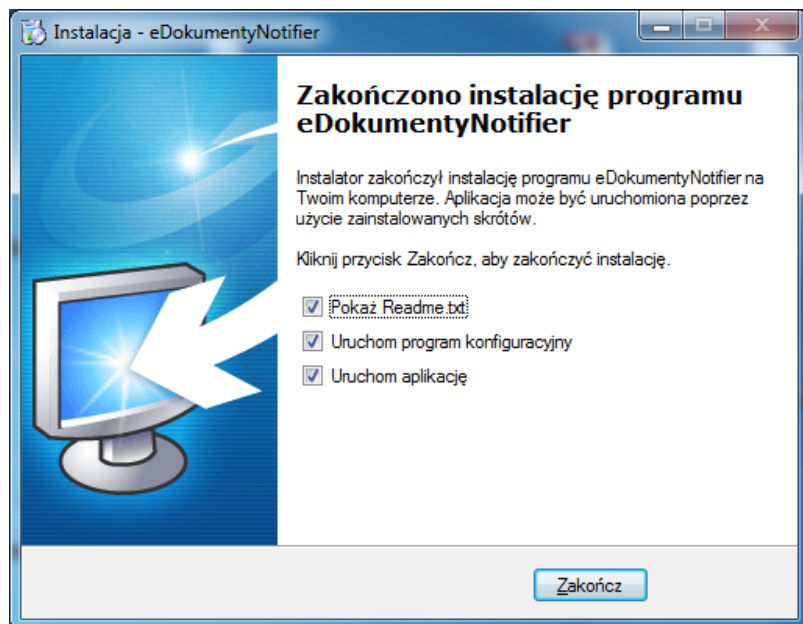 Instalacja - eDokumentyNotifier
Zakończono instalację programu
eDokumentyNotifier
Instalator zakończył instalację programu eDokumentyNotifier na
Twoim komputerze. Aplikacja może być uruchomiona poprzez
użycie zainstalowanych skrótów.
Kliknij przycisk Zakończ, aby zakończyć instalację.
Pokaż Readme.txt
Uruchom program konfiguracyjny
Uruchom aplikację
Zakończ